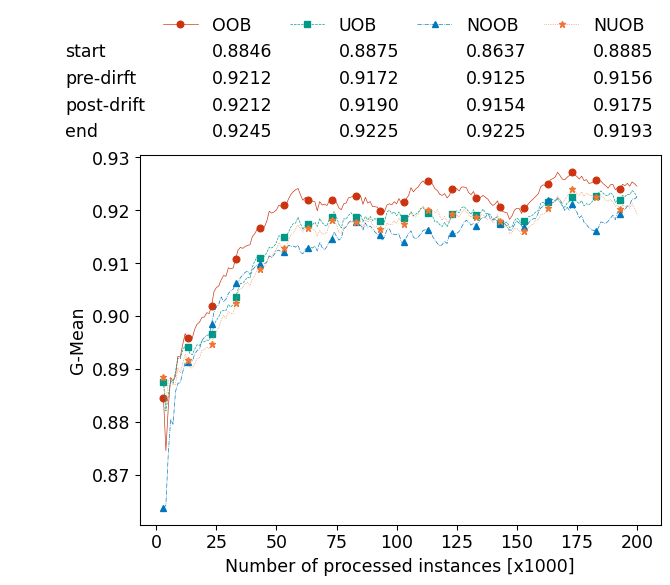 OOB UOB NOOB NUOB
start 0.8846 0.8875 0.8637 0.8885
pre-dirft 0.9212 0.9172 0.9125 0.9156
post-drift 0.9212 0.9190 0.9154 0.9175
end 0.9245 0.9225 0.9225 0.9193
0.93
0.92
0.91
0.90
0.89
0.88
0.87
G-Mean
0 25 50 75 100 125 150 175 200
Number of processed instances [x1000]